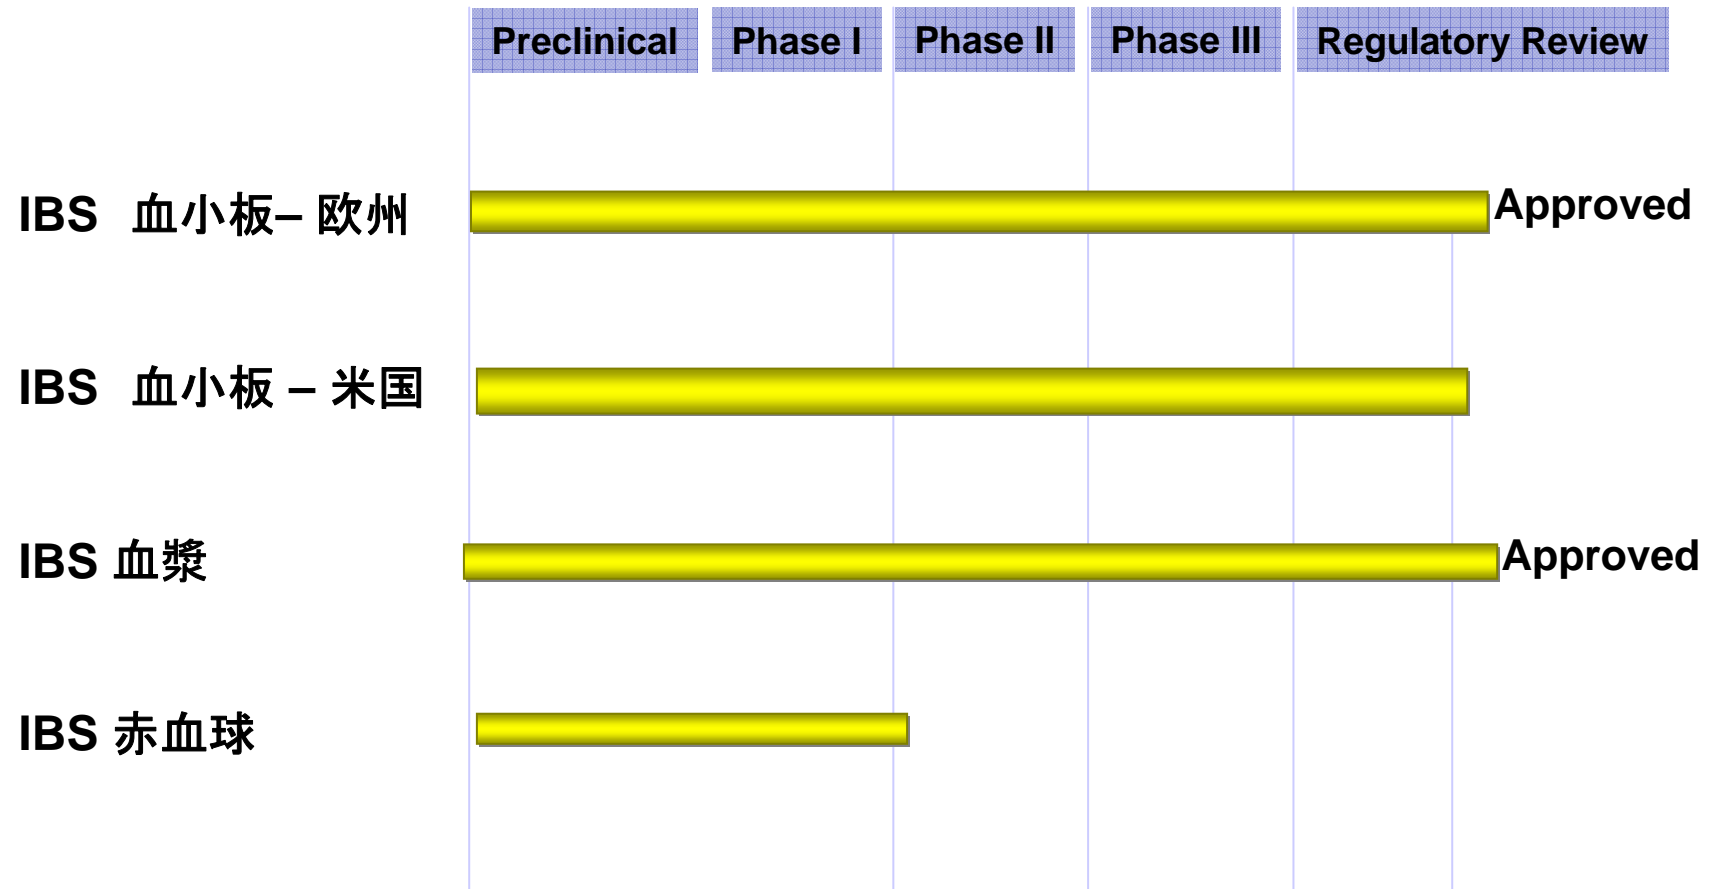 Preclinical Phase I Phase II Phase III Regulatory Review
IBS 血小板– 欧州 Approved
IBS 血小板 – 米国
IBS 血漿 Approved
IBS 赤血球